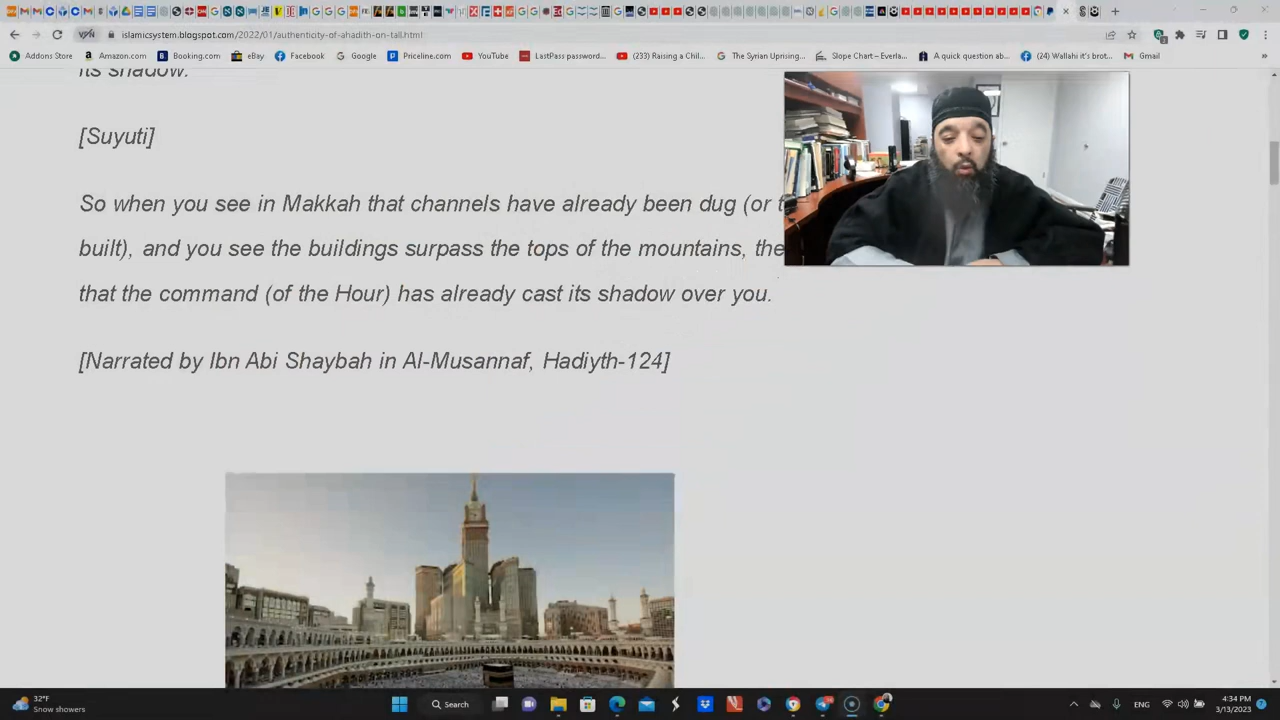 islamicsystem.blogspot.com/2022/01/authenticity-of-ahadith-on-tall.html
Addons Store Amazon.com Booking.com eBay Facebook Google Priceline.com YouTube LastPass password... (233) Raising a Chil... The Syrian Uprising... Slope Chart – Everla... A quick question ab... (24) Wallahi it's brot... Gmail »
its shadow.
[Suyuti]
So when you see in Makkah that channels have already been dug (or
built), and you see the buildings surpass the tops of the mountains,
that the command (of the Hour) has already cast its shadow over you.
[Narrated by Ibn Abi Shaybah in Al-Musannaf, Hadiyth-124]
32°F
Snow showers
Search
ENG
4:34 PM
3/13/2023